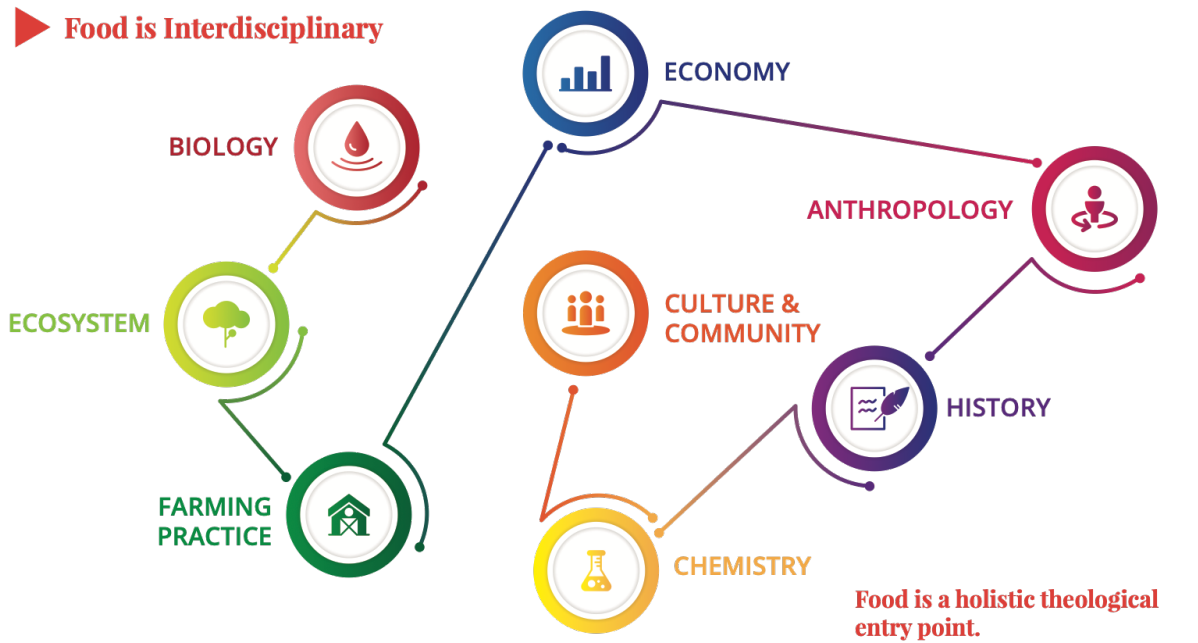 Food is Interdisciplinary
ECONOMY
BIOLOGY
ANTHROPOLOGY
ECOSYSTEM
CULTURE &
COMMUNITY
HISTORY
FARMING
PRACTICE
CHEMISTRY
Food is a holistic theological
entry point.